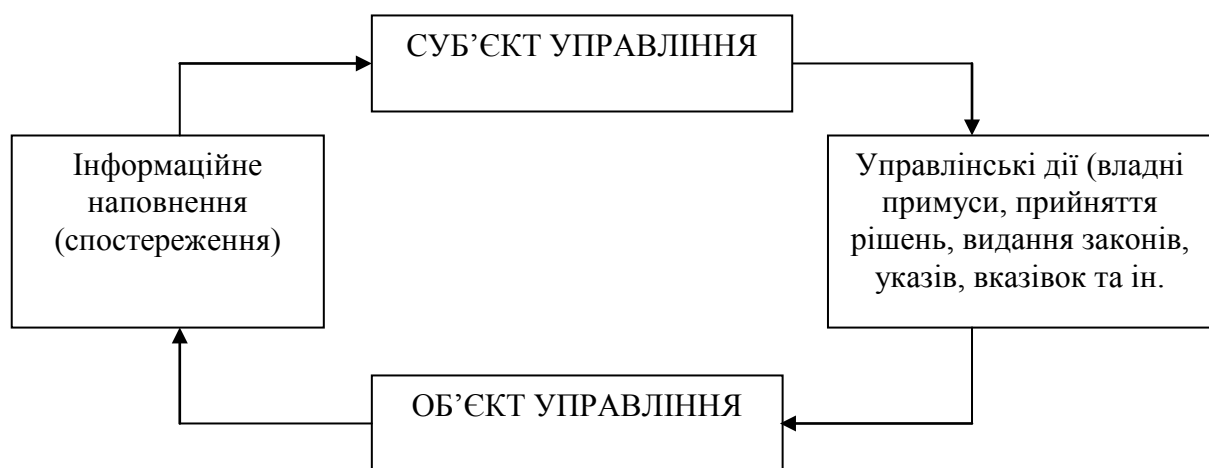 СУБ’ЄКТ УПРАВЛІННЯ
Інформаційне
наповнення
(спостереження)
Управлінські дії (владні
примуси, прийняття
рішень, видання законів,
указів, вказівок та ін.
ОБ’ЄКТ УПРАВЛІННЯ